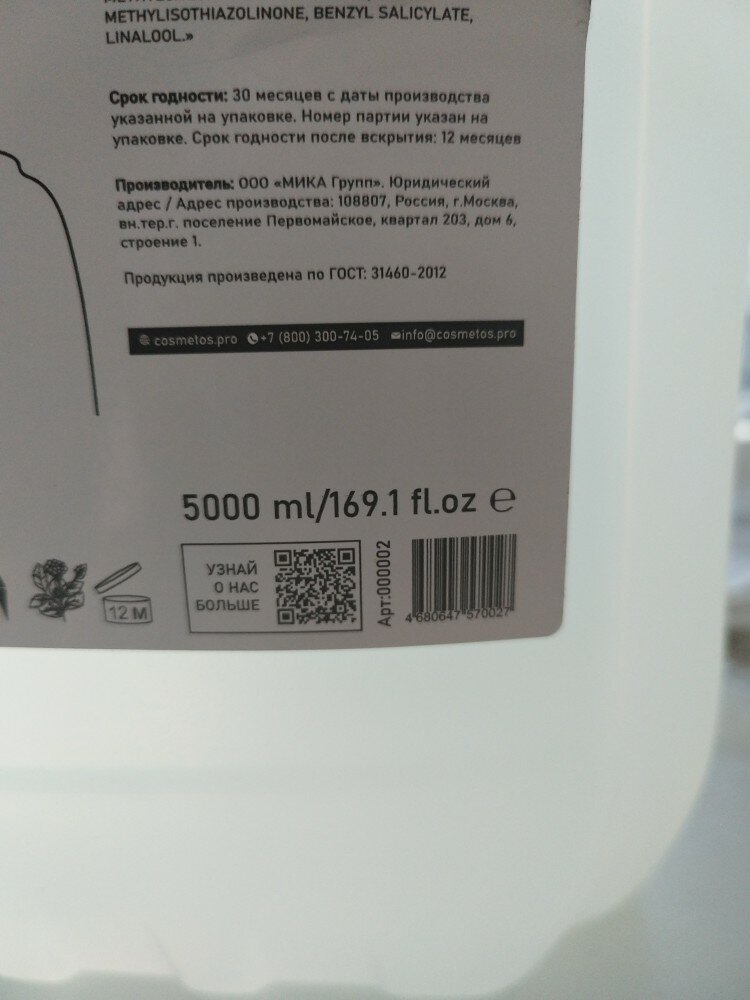 METHYLISOTHIAZOLINONE, BENZYL SALICYLATE,
LINALOOL.»
Срок годности: 30 месяцев с даты производства
указанной на упаковке. Номер партии указан на
упаковке. Срок годности после вскрытия: 12 месяцев
Производитель: ООО «МИКА Групп». Юридический
адрес / Адрес производства: 108807, Россия, г.Москва,
вн.тер.г. поселение Первомайское, квартал 203, дом 6,
строение 1.
Продукция произведена по ГОСТ: 31460-2012
cosmetos.pro +7 (800) 300-74-05 info@cosmetos.pro
5000 ml/169.1 fl.oz ℮
12 M
УЗНАЙ
О НАС
БОЛЬШЕ
Арт:000002
4 680647 570027